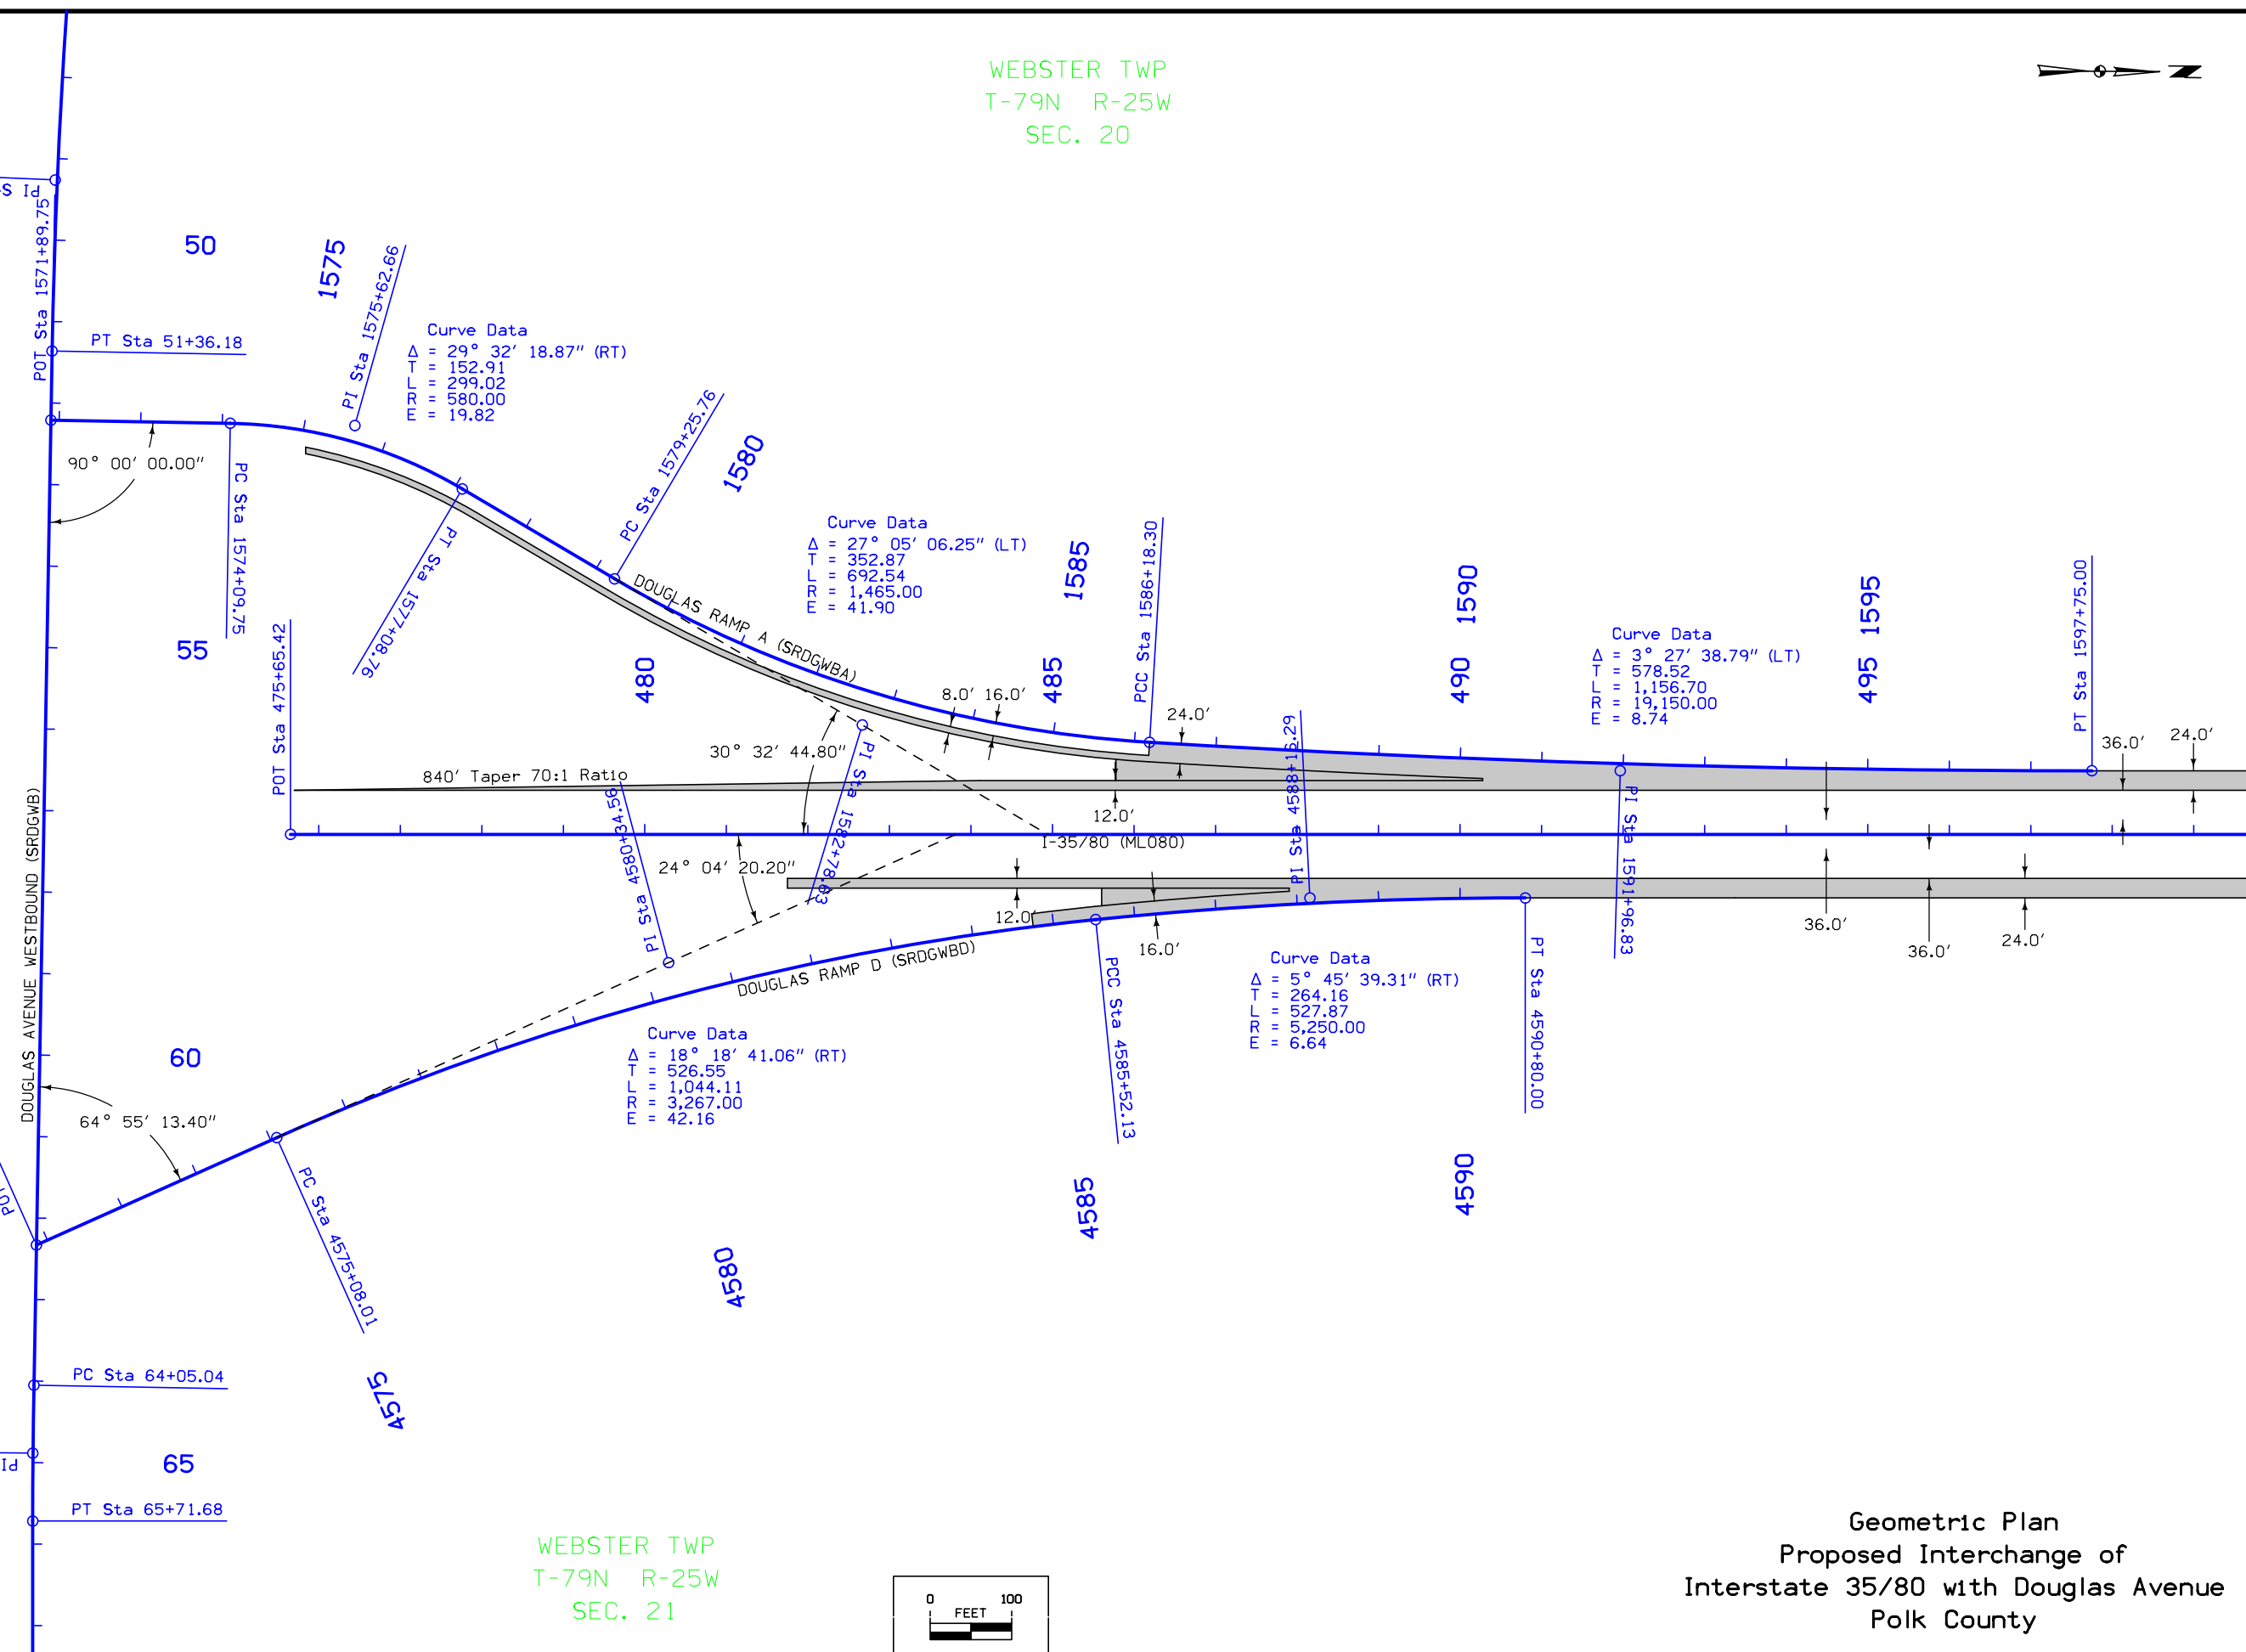 WEBSTER TWP
T-79N R-25W
SEC. 20
PI S
POT Sta 1571+89.75
50
1575
PI Sta 1575+62.66
PT Sta 51+36.18
Curve Data
Δ = 29° 32' 18.87" (RT)
T = 152.91
L = 299.02
R = 580.00
E = 19.82
PC Sta 1579+25.76
1580
90° 00' 00.00"
PC Sta 1574+09.75
PT Sta 1577+08.76
Curve Data
Δ = 27° 05' 06.25" (LT)
T = 352.87
L = 692.54
R = 1,465.00
E = 41.90
1585
PCC Sta 1586+18.30
1590
1595
PT Sta 1597+75.00
DOUGLAS RAMP A (SRDGWBA)
55
POT Sta 475+65.42
480
485
490
495
Curve Data
Δ = 3° 27' 38.79" (LT)
T = 578.52
L = 1,156.70
R = 19,150.00
E = 8.74
8.0' 16.0'
24.0'
36.0'
24.0'
30° 32' 44.80"
840' Taper 70:1 Ratio
12.0'
PI Sta 4588+16.29
PI Sta 1582+78.63
PI Sta 4580+34.56
PI Sta 1591+96.83
I-35/80 (ML080)
DOUGLAS AVENUE WESTBOUND (SRDGWB)
24° 04' 20.20"
12.0'
16.0'
36.0'
36.0'
24.0'
DOUGLAS RAMP D (SRDGWBD)
Curve Data
Δ = 5° 45' 39.31" (RT)
T = 264.16
L = 527.87
R = 5,250.00
E = 6.64
PCC Sta 4585+52.13
PT Sta 4590+80.00
60
Curve Data
Δ = 18° 18' 41.06" (RT)
T = 526.55
L = 1,044.11
R = 3,267.00
E = 42.16
64° 55' 13.40"
POT
PC Sta 4575+08.01
4585
4590
4580
4575
PC Sta 64+05.04
65
PI
PT Sta 65+71.68
WEBSTER TWP
T-79N R-25W
SEC. 21
0 100
FEET
Geometric Plan
Proposed Interchange of
Interstate 35/80 with Douglas Avenue
Polk County
N